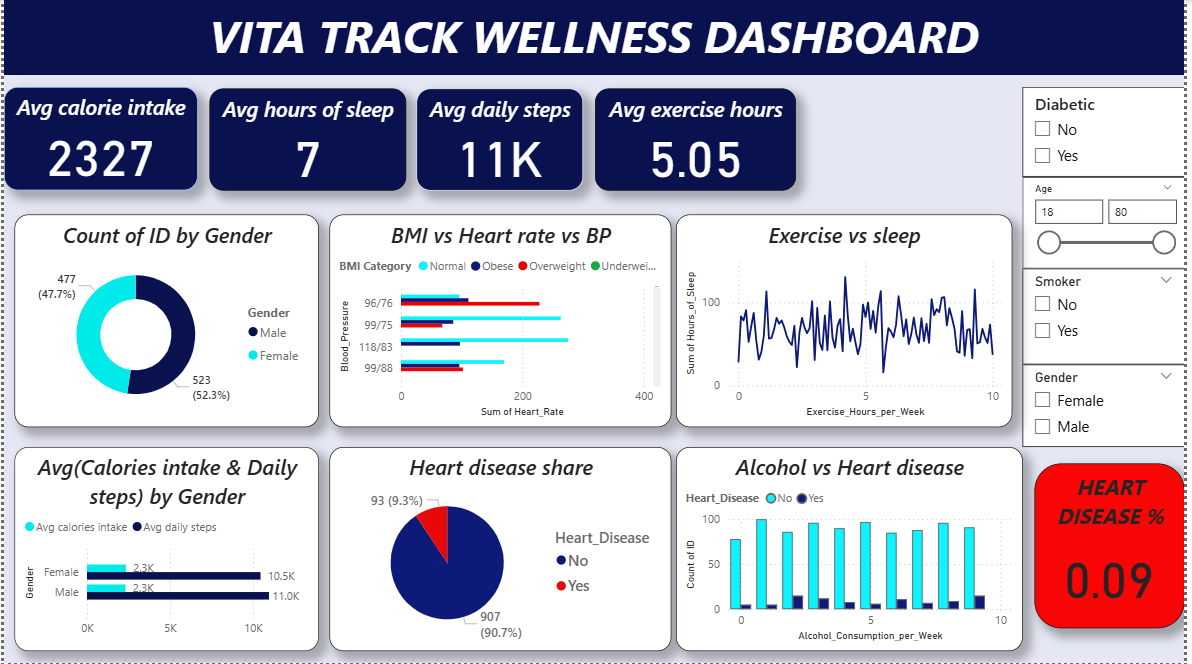 VITA TRACK WELLNESS DASHBOARD
Avg calorie intake
2327
Avg hours of sleep
7
Avg daily steps
11K
Avg exercise hours
5.05
Diabetic
No
Yes
Age
18 80
Smoker
No
Yes
Gender
Female
Male
Count of ID by Gender
477
(47.7%)
Gender
Male
Female
523
(52.3%)
BMI vs Heart rate vs BP
BMI Category Normal Obese Overweight Underwei...
Blood_Pressure
96/76
99/75
118/83
99/88
0 200 400
Sum of Heart_Rate
Exercise vs sleep
Sum of Hours_of_Sleep
100
0
0 5 10
Exercise_Hours_per_Week
Avg(Calories intake & Daily
steps) by Gender
Avg calories intake Avg daily steps
Gender
Female 2.3K 10.5K
Male 2.3K 11.0K
0K 5K 10K
Heart disease share
93 (9.3%)
Heart_Disease
No
Yes
907
(90.7%)
Alcohol vs Heart disease
Heart_Disease No Yes
Count of ID
100
50
0
0 5 10
Alcohol_Consumption_per_Week
HEART
DISEASE %
0.09